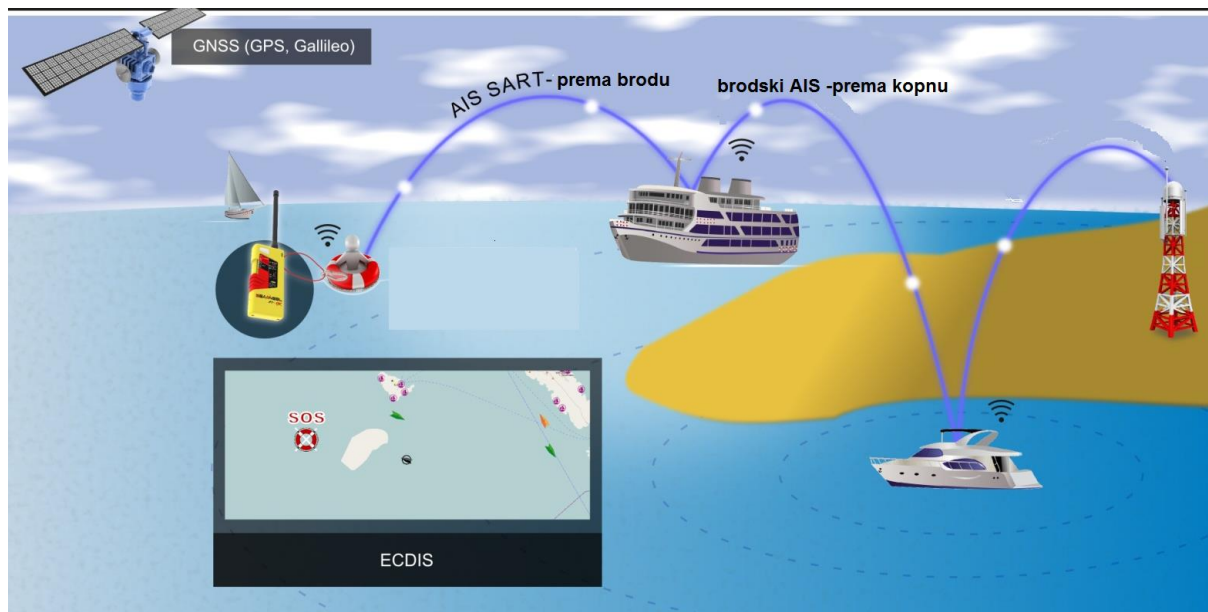 GNSS (GPS, Gallileo)
AIS SART- prema brodu
brodski AIS -prema kopnu
SOS
ECDIS